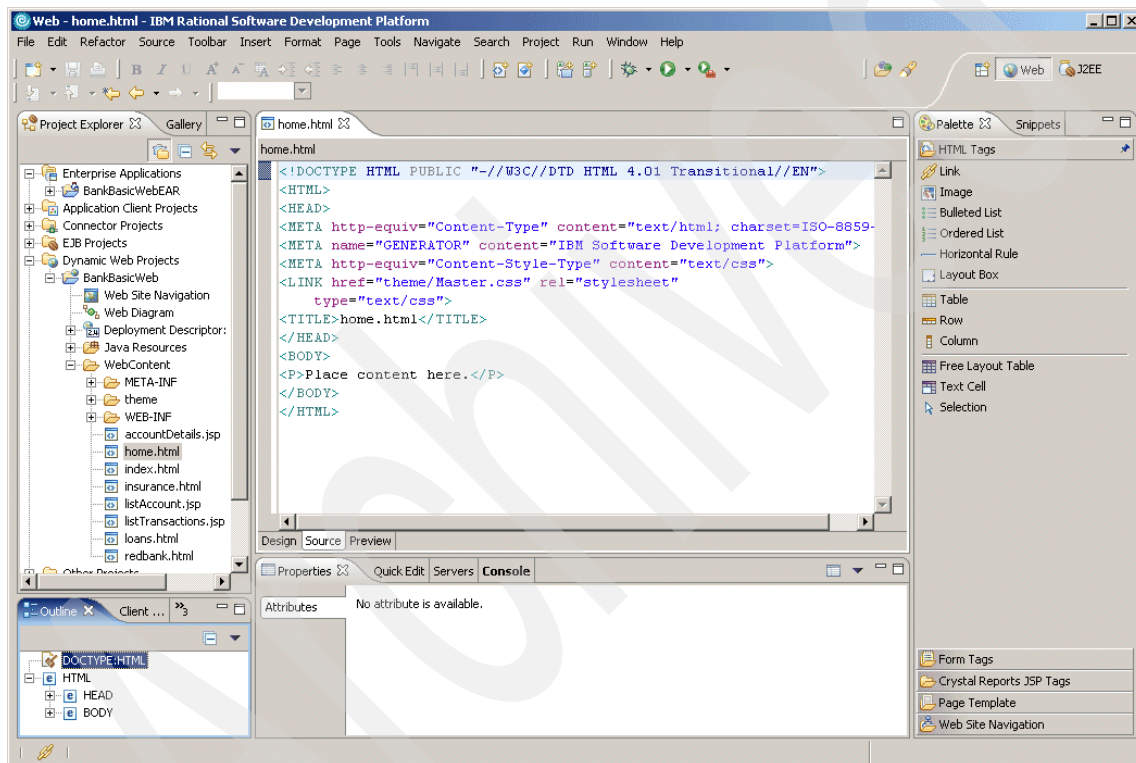 Web - home.html - IBM Rational Software Development Platform
File Edit Refactor Source Toolbar Insert Format Page Tools Navigate Search Project Run Window Help
B I U A A
Web J2EE
Project Explorer Gallery
Enterprise Applications
BankBasicWebEAR
Application Client Projects
Connector Projects
EJB Projects
Dynamic Web Projects
BankBasicWeb
Web Site Navigation
Web Diagram
Deployment Descriptor:
Java Resources
WebContent
META-INF
theme
WEB-INF
accountDetails.jsp
home.html
index.html
insurance.html
listAccount.jsp
listTransactions.jsp
loans.html
redbank.html
Other Projects
home.html
home.html
<!DOCTYPE HTML PUBLIC "-//W3C//DTD HTML 4.01 Transitional//EN">
<HTML>
<HEAD>
<META http-equiv="Content-Type" content="text/html; charset=ISO-8859-
<META name="GENERATOR" content="IBM Software Development Platform">
<META http-equiv="Content-Style-Type" content="text/css">
<LINK href="theme/Master.css" rel="stylesheet"
type="text/css">
<TITLE>home.html</TITLE>
</HEAD>
<BODY>
<P>Place content here.</P>
</BODY>
</HTML>
Design Source Preview
Palette Snippets
HTML Tags
Link
Image
Bulleted List
Ordered List
Horizontal Rule
Layout Box
Table
Row
Column
Free Layout Table
Text Cell
Selection
Form Tags
Crystal Reports JSP Tags
Page Template
Web Site Navigation
Outline Client ... »3
DOCTYPE:HTML
HTML
HEAD
BODY
Properties Quick Edit Servers Console
Attributes
No attribute is available.